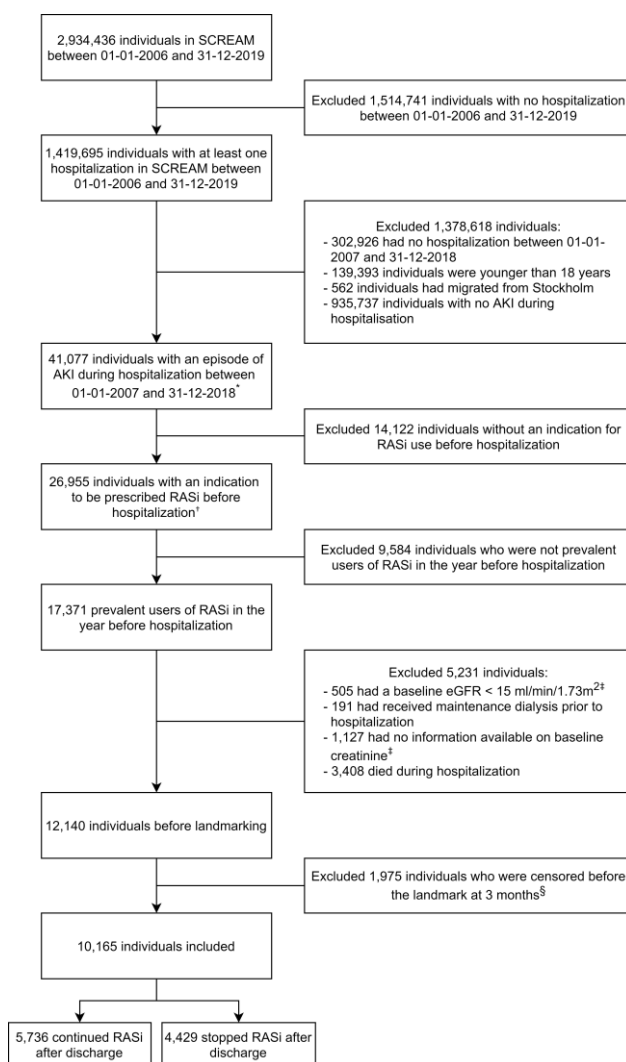 2,934,436 individuals in SCREAM
between 01-01-2006 and 31-12-2019
Excluded 1,514,741 individuals with no hospitalization
between 01-01-2006 and 31-12-2019
1,419,695 individuals with at least one
hospitalization in SCREAM between
01-01-2006 and 31-12-2019
Excluded 1,378,618 individuals:
- 302,926 had no hospitalization between 01-01-
2007 and 31-12-2018
- 139,393 individuals were younger than 18 years
- 562 individuals had migrated from Stockholm
- 935,737 individuals with no AKI during
hospitalisation
41,077 individuals with an episode of
AKI during hospitalization between
01-01-2007 and 31-12-2018*
Excluded 14,122 individuals without an indication for
RASi use before hospitalization
26,955 individuals with an indication
to be prescribed RASi before
hospitalization†
Excluded 9,584 individuals who were not prevalent
users of RASi in the year before hospitalization
17,371 prevalent users of RASi in the
year before hospitalization
Excluded 5,231 individuals:
- 505 had a baseline eGFR < 15 ml/min/1.73m²‡
- 191 had received maintenance dialysis prior to
hospitalization
- 1,127 had no information available on baseline
creatinine‡
- 3,408 died during hospitalization
12,140 individuals before landmarking
Excluded 1,975 individuals who were censored before
the landmark at 3 months§
10,165 individuals included
5,736 continued RASi
after discharge
4,429 stopped RASi after
discharge